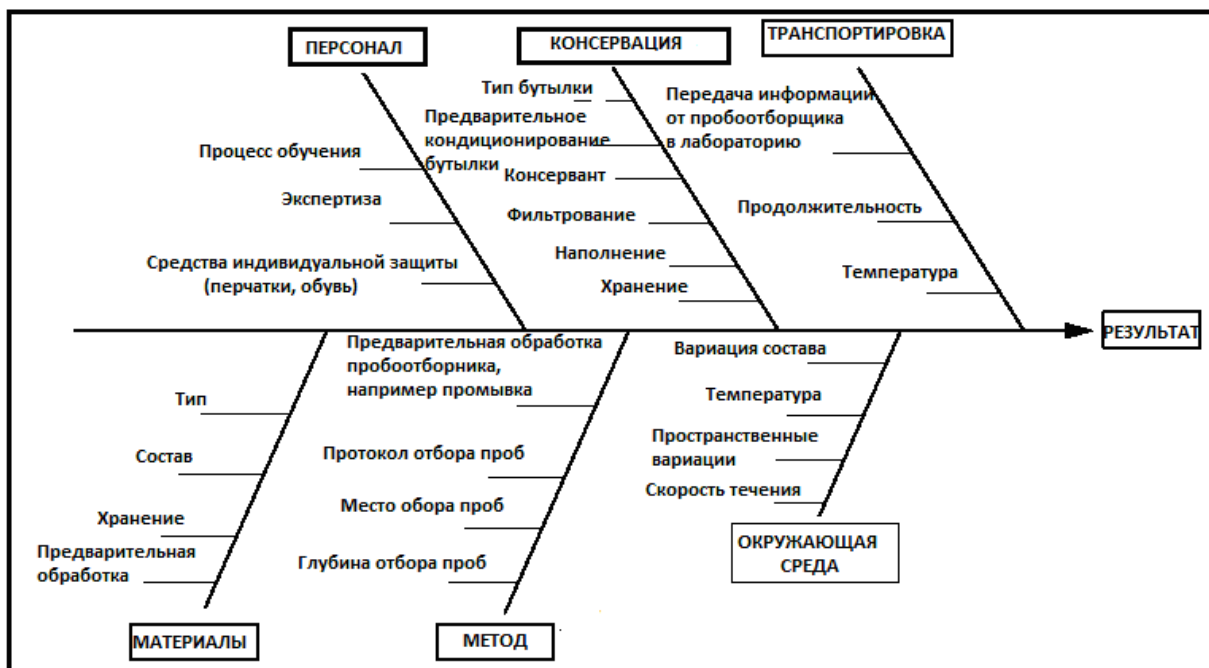 ПЕРСОНАЛ
КОНСЕРВАЦИЯ
ТРАНСПОРТИРОВКА
Процесс обучения
Экспертиза
Средства индивидуальной защиты
(перчатки, обувь)
Тип бутылки
Предварительное
кондиционирование
бутылки
Консервант
Фильтрование
Наполнение
Хранение
Передача информации
от пробоотборщика
в лабораторию
Продолжительность
Температура
РЕЗУЛЬТАТ
Тип
Состав
Хранение
Предварительная
обработка
Предварительная обработка
пробоотборника,
например промывка
Протокол отбора проб
Место обора проб
Глубина отбора проб
Вариация состава
Температура
Пространственные
вариации
Скорость течения
МАТЕРИАЛЫ
МЕТОД
ОКРУЖАЮЩАЯ
СРЕДА